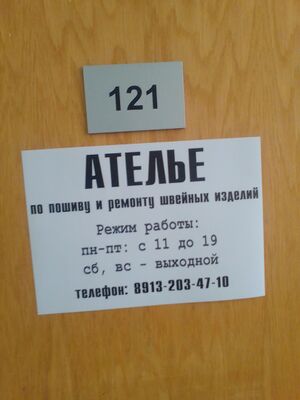 121
АТЕЛЬЕ
по пошиву и ремонту швейных изделий
Режим работы:
пн-пт: с 11 до 19
сб, вс - выходной
телефон: 8913-203-47-10